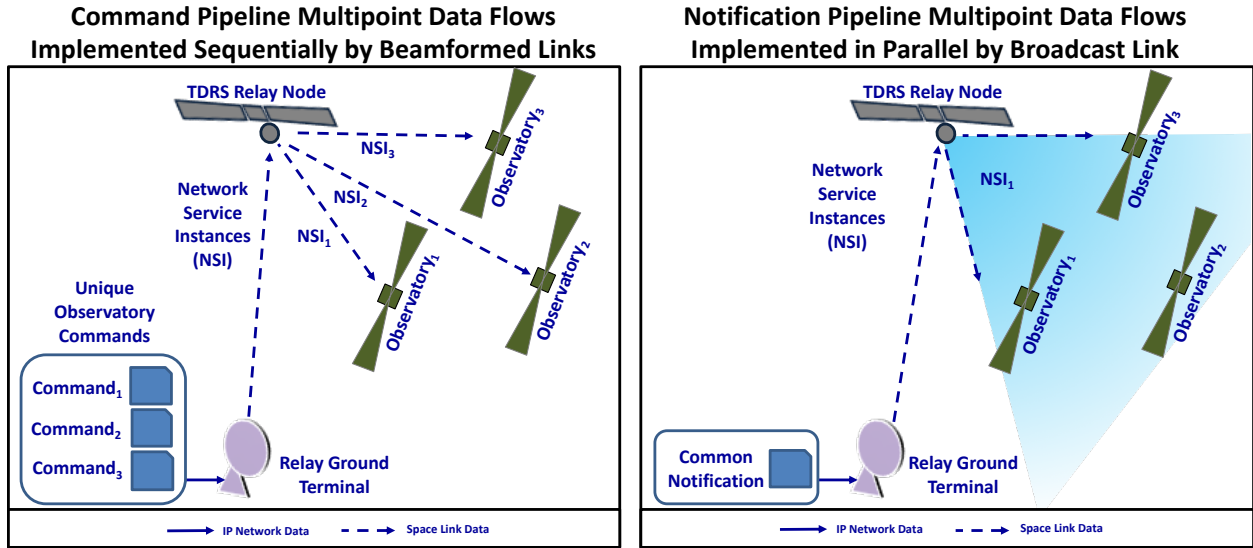 Command Pipeline Multipoint Data Flows
Implemented Sequentially by Beamformed Links
TDRS Relay Node
NSI₃
Observatory₃
NSI₂
NSI₁
Network
Service
Instances
(NSI)
Observatory₁
Observatory₂
Unique
Observatory
Commands
Command₁
Command₂
Command₃
Relay Ground
Terminal
IP Network Data
Space Link Data
Notification Pipeline Multipoint Data Flows
Implemented in Parallel by Broadcast Link
TDRS Relay Node
Observatory₃
Network
Service
Instances
(NSI)
NSI₁
Observatory₁
Observatory₂
Common
Notification
Relay Ground
Terminal
IP Network Data
Space Link Data